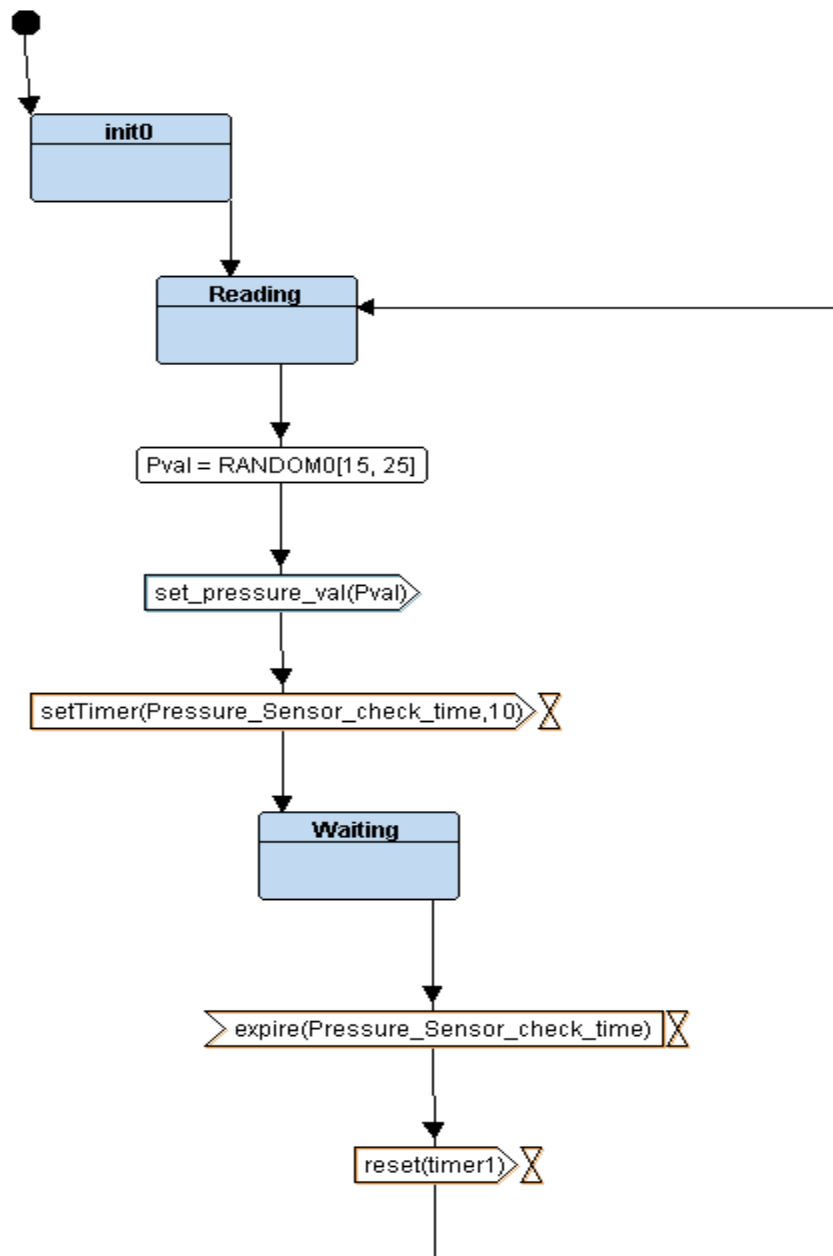 init0
Reading
Pval = RANDOM0[15, 25]
set_pressure_val(Pval)
setTimer(Pressure_Sensor_check_time,10)
Waiting
expire(Pressure_Sensor_check_time)
reset(timer1)